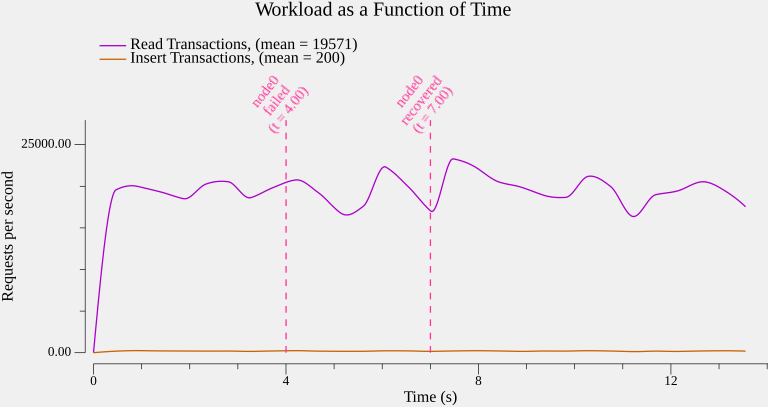 Workload as a Function of Time
Read Transactions, (mean = 19571)
Insert Transactions, (mean = 200)
node0
failed
(t = 4.00)
node0
recovered
(t = 7.00)
25000.00
Requests per second
0.00
0
4
8
12
Time (s)